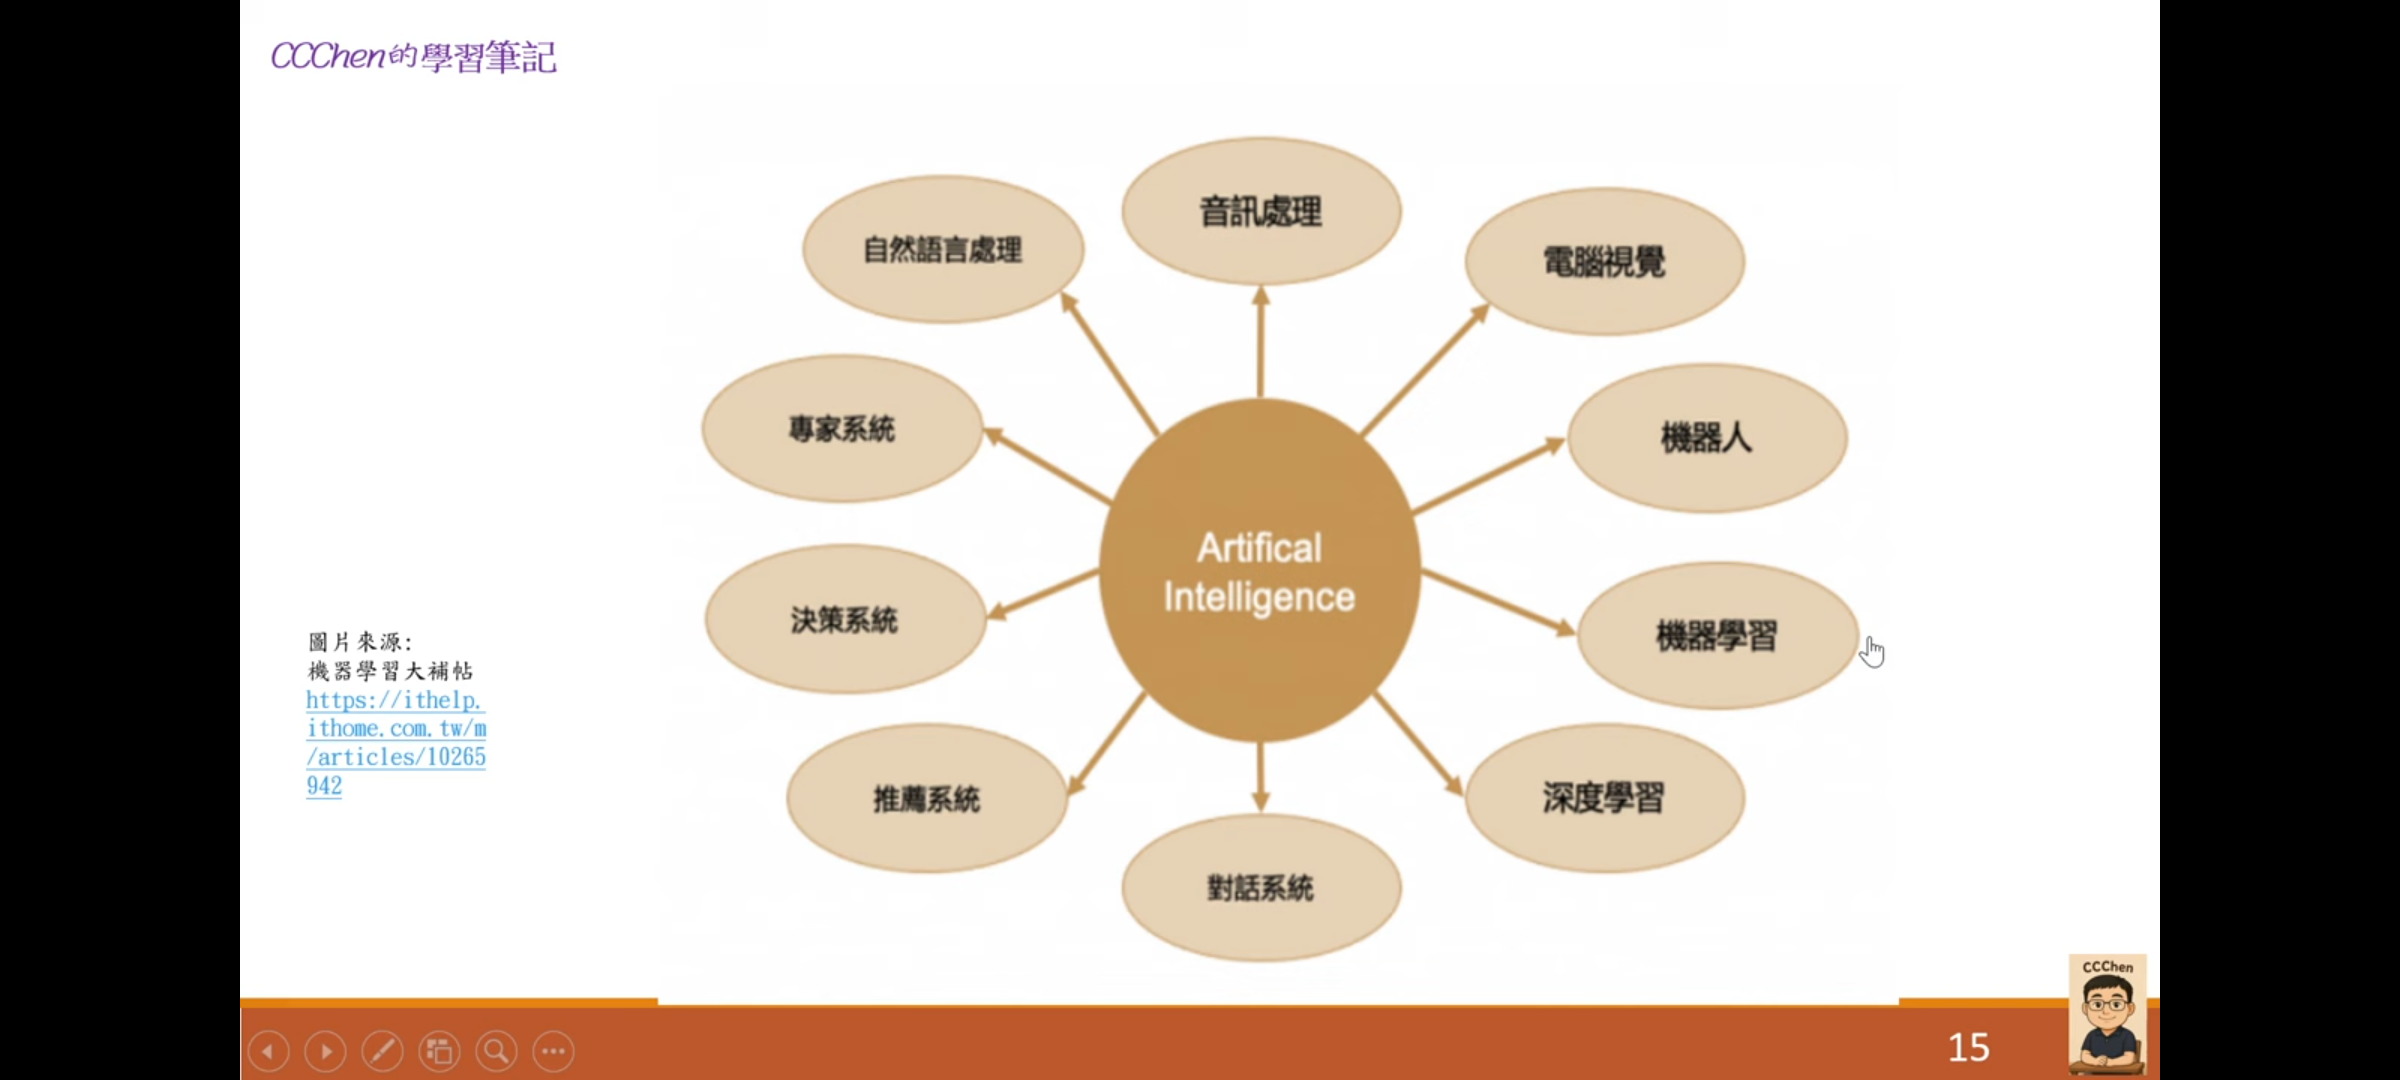 CCChen的學習筆記
音訊處理
自然語言處理
電腦視覺
專家系統
機器人
Artifical
Intelligence
決策系統
機器學習
推薦系統
深度學習
對話系統
圖片來源:
機器學習大補帖
https://ithelp.
ithome.com.tw/m
/articles/10265
942
CCChen
15